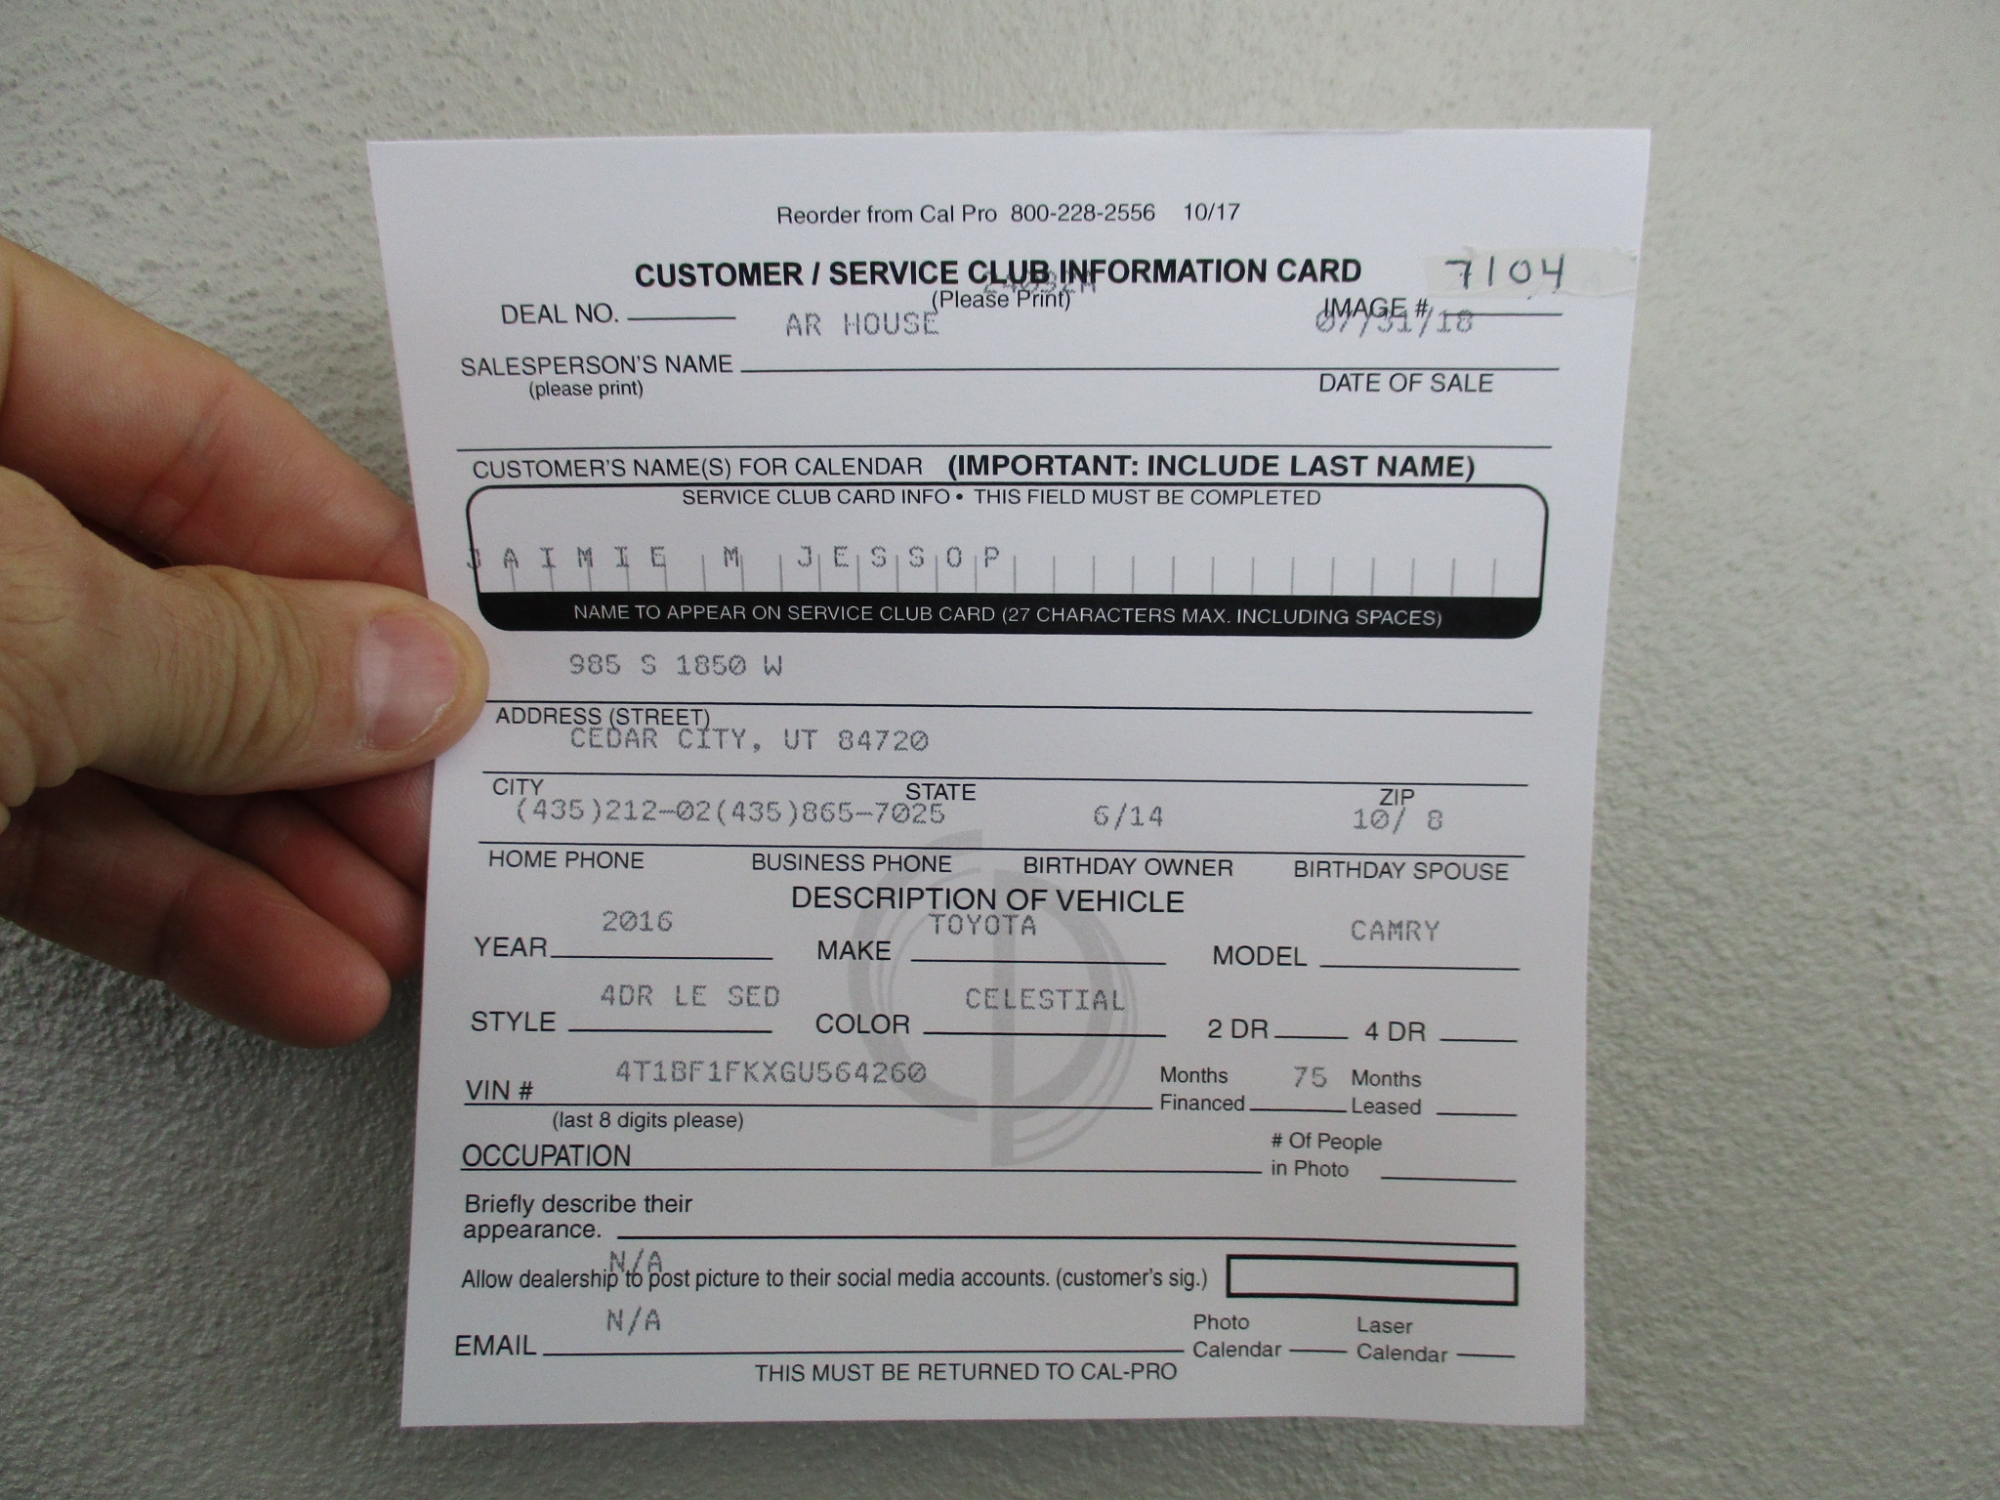 Reorder from Cal Pro 800-228-2556 10/17
CUSTOMER / SERVICE CLUB INFORMATION CARD 7104
(Please Print)
DEAL NO. IMAGE #
AR HOUSE 07/31/18
SALESPERSON'S NAME
(please print) DATE OF SALE
CUSTOMER'S NAME(S) FOR CALENDAR (IMPORTANT: INCLUDE LAST NAME)
SERVICE CLUB CARD INFO • THIS FIELD MUST BE COMPLETED
JAIMIE M JESSOP
NAME TO APPEAR ON SERVICE CLUB CARD (27 CHARACTERS MAX. INCLUDING SPACES)
985 S 1850 W
ADDRESS (STREET)
CEDAR CITY, UT 84720
CITY STATE ZIP
(435)212-02(435)865-7025 6/14 10/ 8
HOME PHONE BUSINESS PHONE BIRTHDAY OWNER BIRTHDAY SPOUSE
DESCRIPTION OF VEHICLE
2016 TOYOTA CAMRY
YEAR MAKE MODEL
4DR LE SED CELESTIAL
STYLE COLOR 2 DR 4 DR
4T1BF1FKXGU564260 Months 75 Months
VIN # Financed Leased
(last 8 digits please)
# Of People
OCCUPATION in Photo
Briefly describe their
appearance.
N/A
Allow dealership to post picture to their social media accounts. (customer's sig.)
N/A Photo Laser
EMAIL Calendar Calendar
THIS MUST BE RETURNED TO CAL-PRO